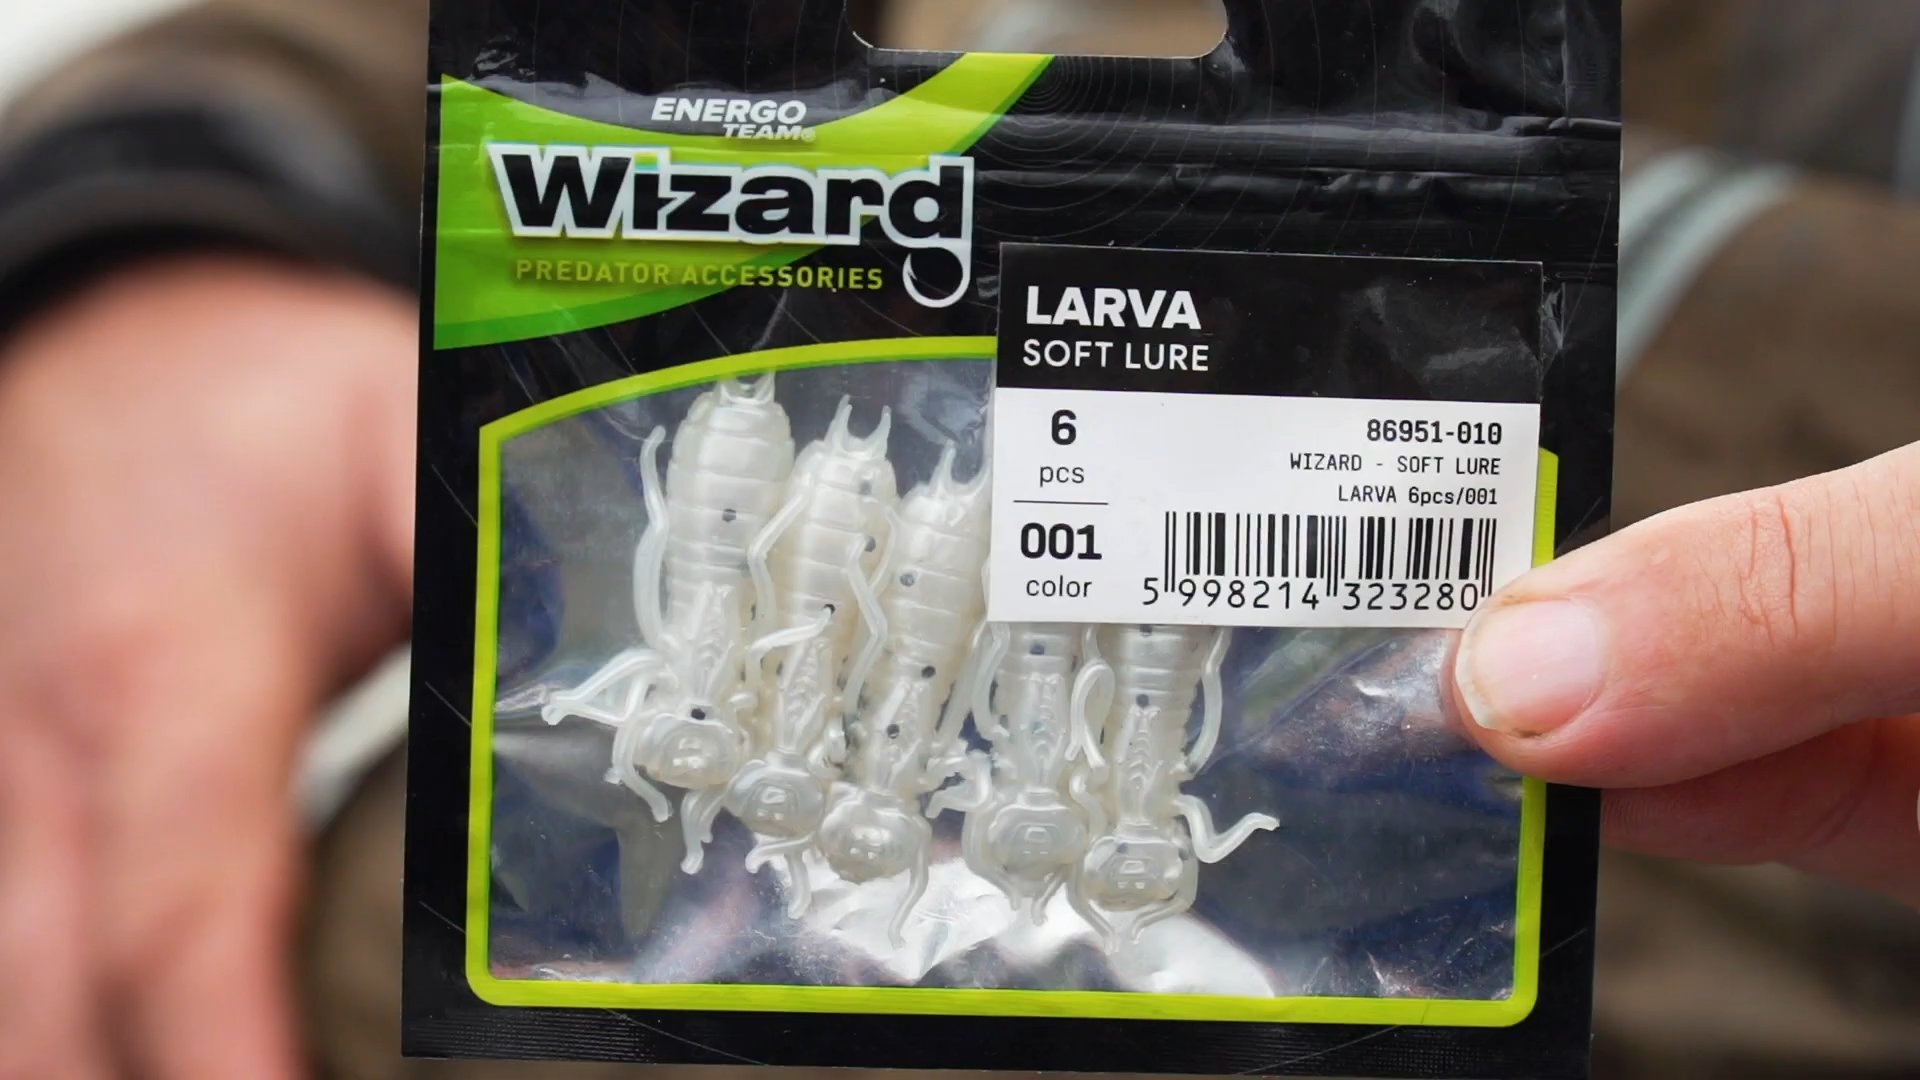 ENERGO
TEAM®
Wizard
PREDATOR ACCESSORIES
LARVA
SOFT LURE
6
pcs
001
color
86951-010
WIZARD - SOFT LURE
LARVA 6pcs/001
5 998214 323280